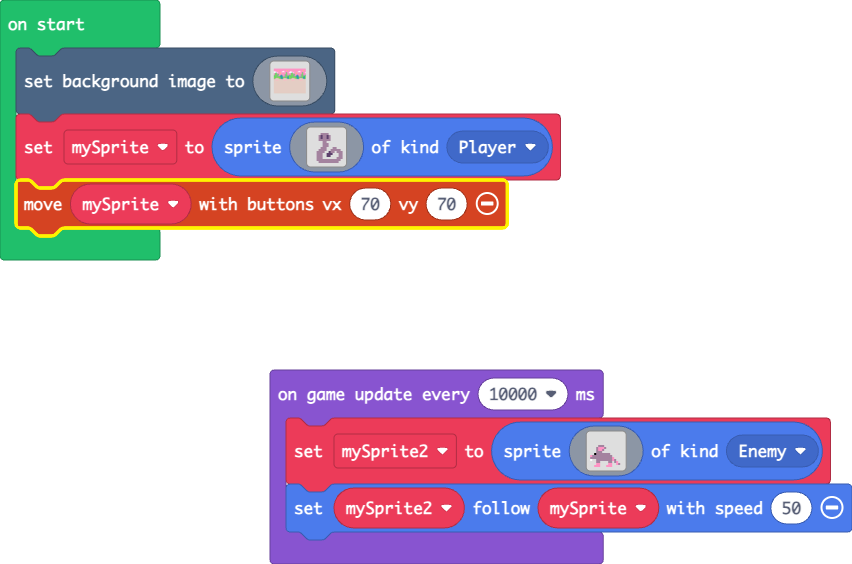 on start
set background image to
set mySprite to sprite of kind Player
move mySprite with buttons vx 70 vy 70
on game update every 10000 ms
set mySprite2 to sprite of kind Enemy
set mySprite2 follow mySprite with speed 50